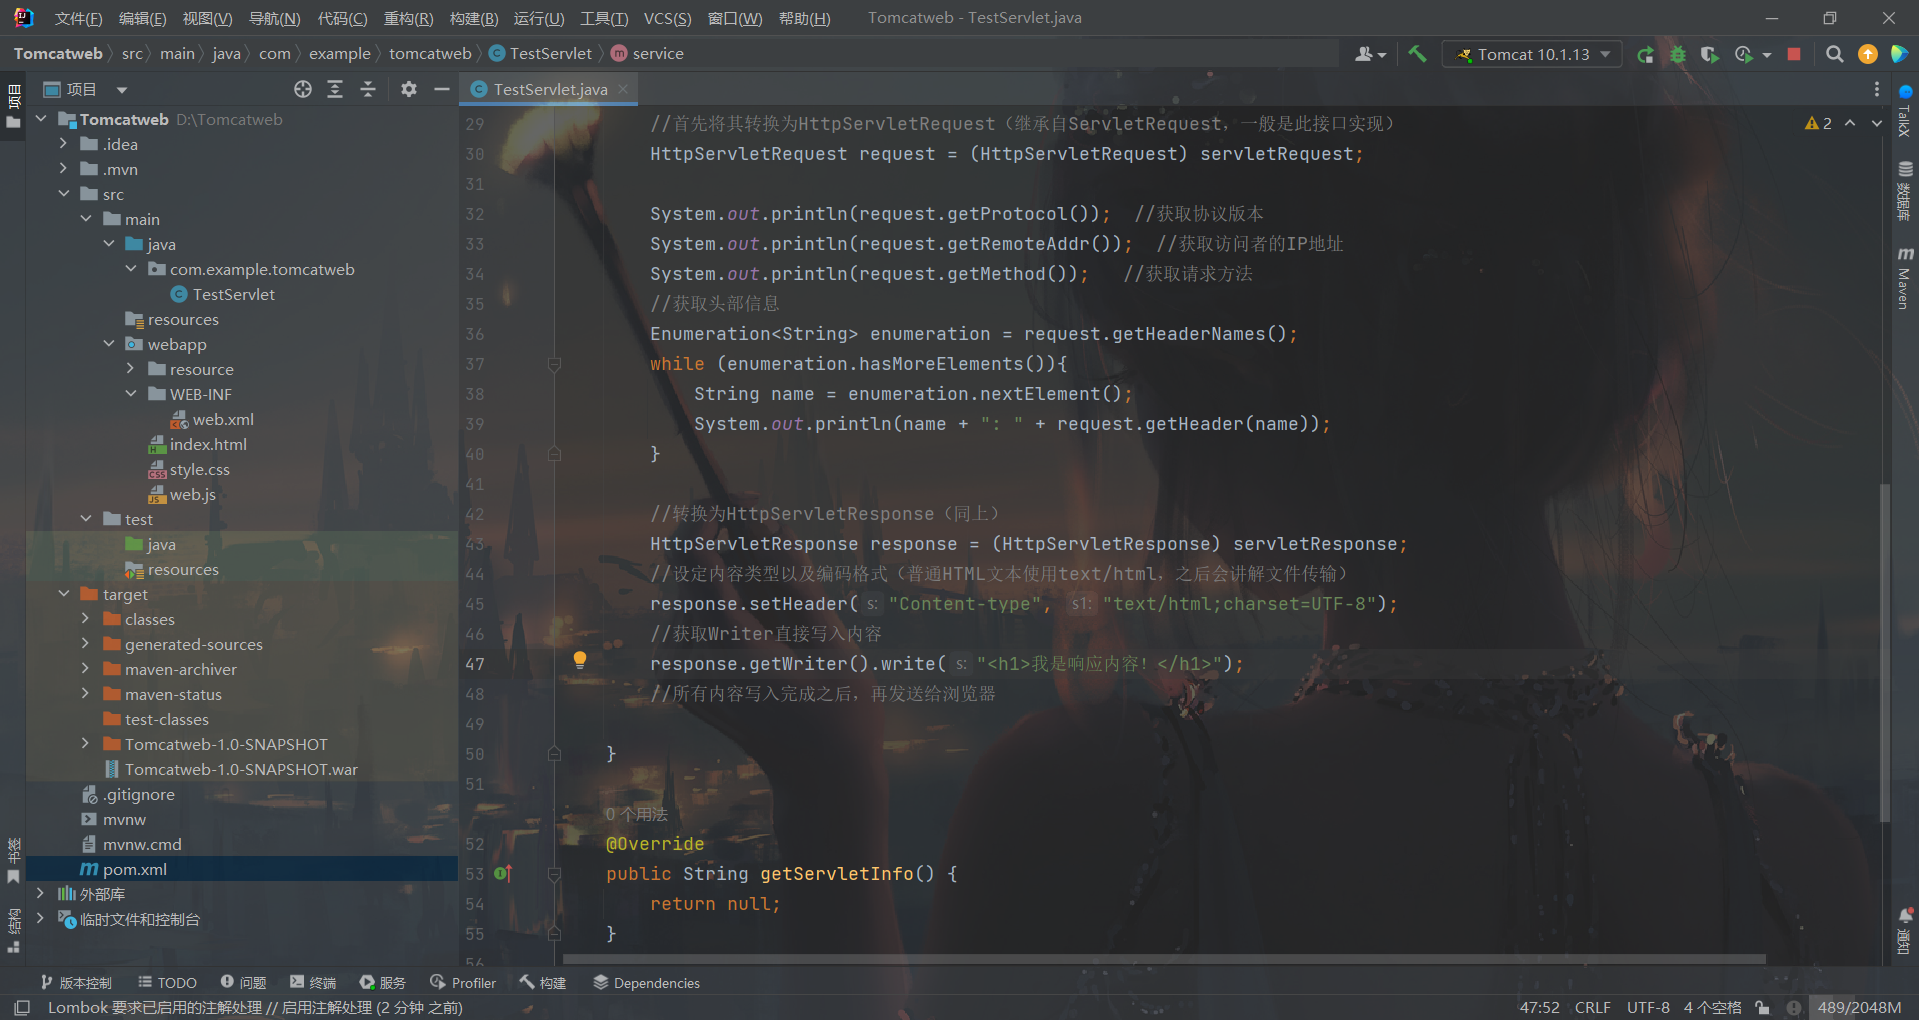 文件(F) 编辑(E) 视图(V) 导航(N) 代码(C) 重构(R) 构建(B) 运行(U) 工具(T) VCS(S) 窗口(W) 帮助(H) Tomcatweb - TestServlet.java
Tomcatweb src main java com example tomcatweb TestServlet service
Tomcat 10.1.13
项目
项目
TestServlet.java
Tomcatweb D:\Tomcatweb
.idea
.mvn
src
main
java
com.example.tomcatweb
TestServlet
resources
webapp
resource
WEB-INF
web.xml
index.html
style.css
web.js
test
java
resources
target
classes
generated-sources
maven-archiver
maven-status
test-classes
Tomcatweb-1.0-SNAPSHOT
Tomcatweb-1.0-SNAPSHOT.war
.gitignore
mvnw
mvnw.cmd
pom.xml
外部库
临时文件和控制台
书签
结构
29 //首先将其转换为HttpServletRequest（继承自ServletRequest，一般是此接口实现）
30 HttpServletRequest request = (HttpServletRequest) servletRequest;
31
32 System.out.println(request.getProtocol()); //获取协议版本
33 System.out.println(request.getRemoteAddr()); //获取访问者的IP地址
34 System.out.println(request.getMethod()); //获取请求方法
35 //获取头部信息
36 Enumeration<String> enumeration = request.getHeaderNames();
37 while (enumeration.hasMoreElements()){
38 String name = enumeration.nextElement();
39 System.out.println(name + ": " + request.getHeader(name));
40 }
41
42 //转换为HttpServletResponse（同上）
43 HttpServletResponse response = (HttpServletResponse) servletResponse;
44 //设定内容类型以及编码格式（普通HTML文本使用text/html，之后会讲解文件传输）
45 response.setHeader( s: "Content-type", s1: "text/html;charset=UTF-8");
46 //获取Writer直接写入内容
47 response.getWriter().write( s: "<h1>我是响应内容！</h1>");
48 //所有内容写入完成之后，再发送给浏览器
49
50 }
51
0 个用法
52 @Override
53 public String getServletInfo() {
54 return null;
55 }
56
2
TalkX
数据库
m Maven
通知
版本控制 TODO 问题 终端 服务 Profiler 构建 Dependencies
Lombok 要求已启用的注解处理 // 启用注解处理 (2 分钟 之前)
47:52 CRLF UTF-8 4 个空格 489/2048M